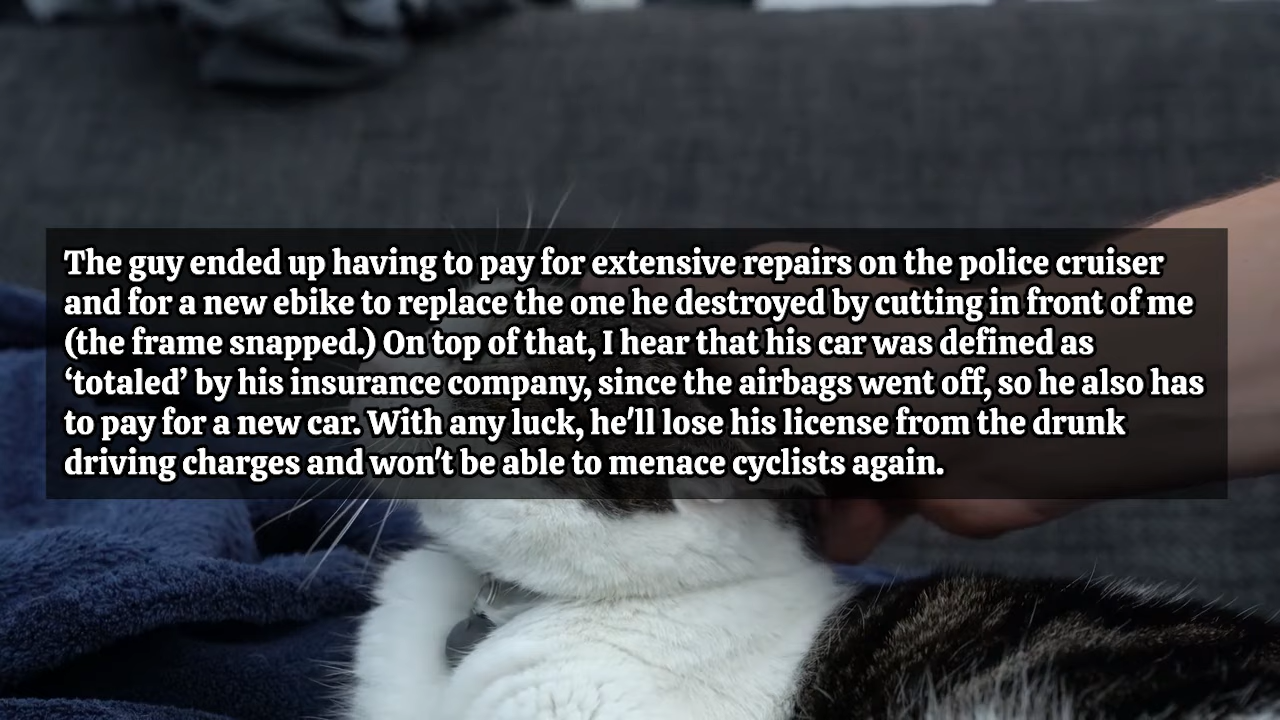 The guy ended up having to pay for extensive repairs on the police cruiser
and for a new ebike to replace the one he destroyed by cutting in front of me
(the frame snapped.) On top of that, I hear that his car was defined as
‘totaled’ by his insurance company, since the airbags went off, so he also has
to pay for a new car. With any luck, he'll lose his license from the drunk
driving charges and won't be able to menace cyclists again.